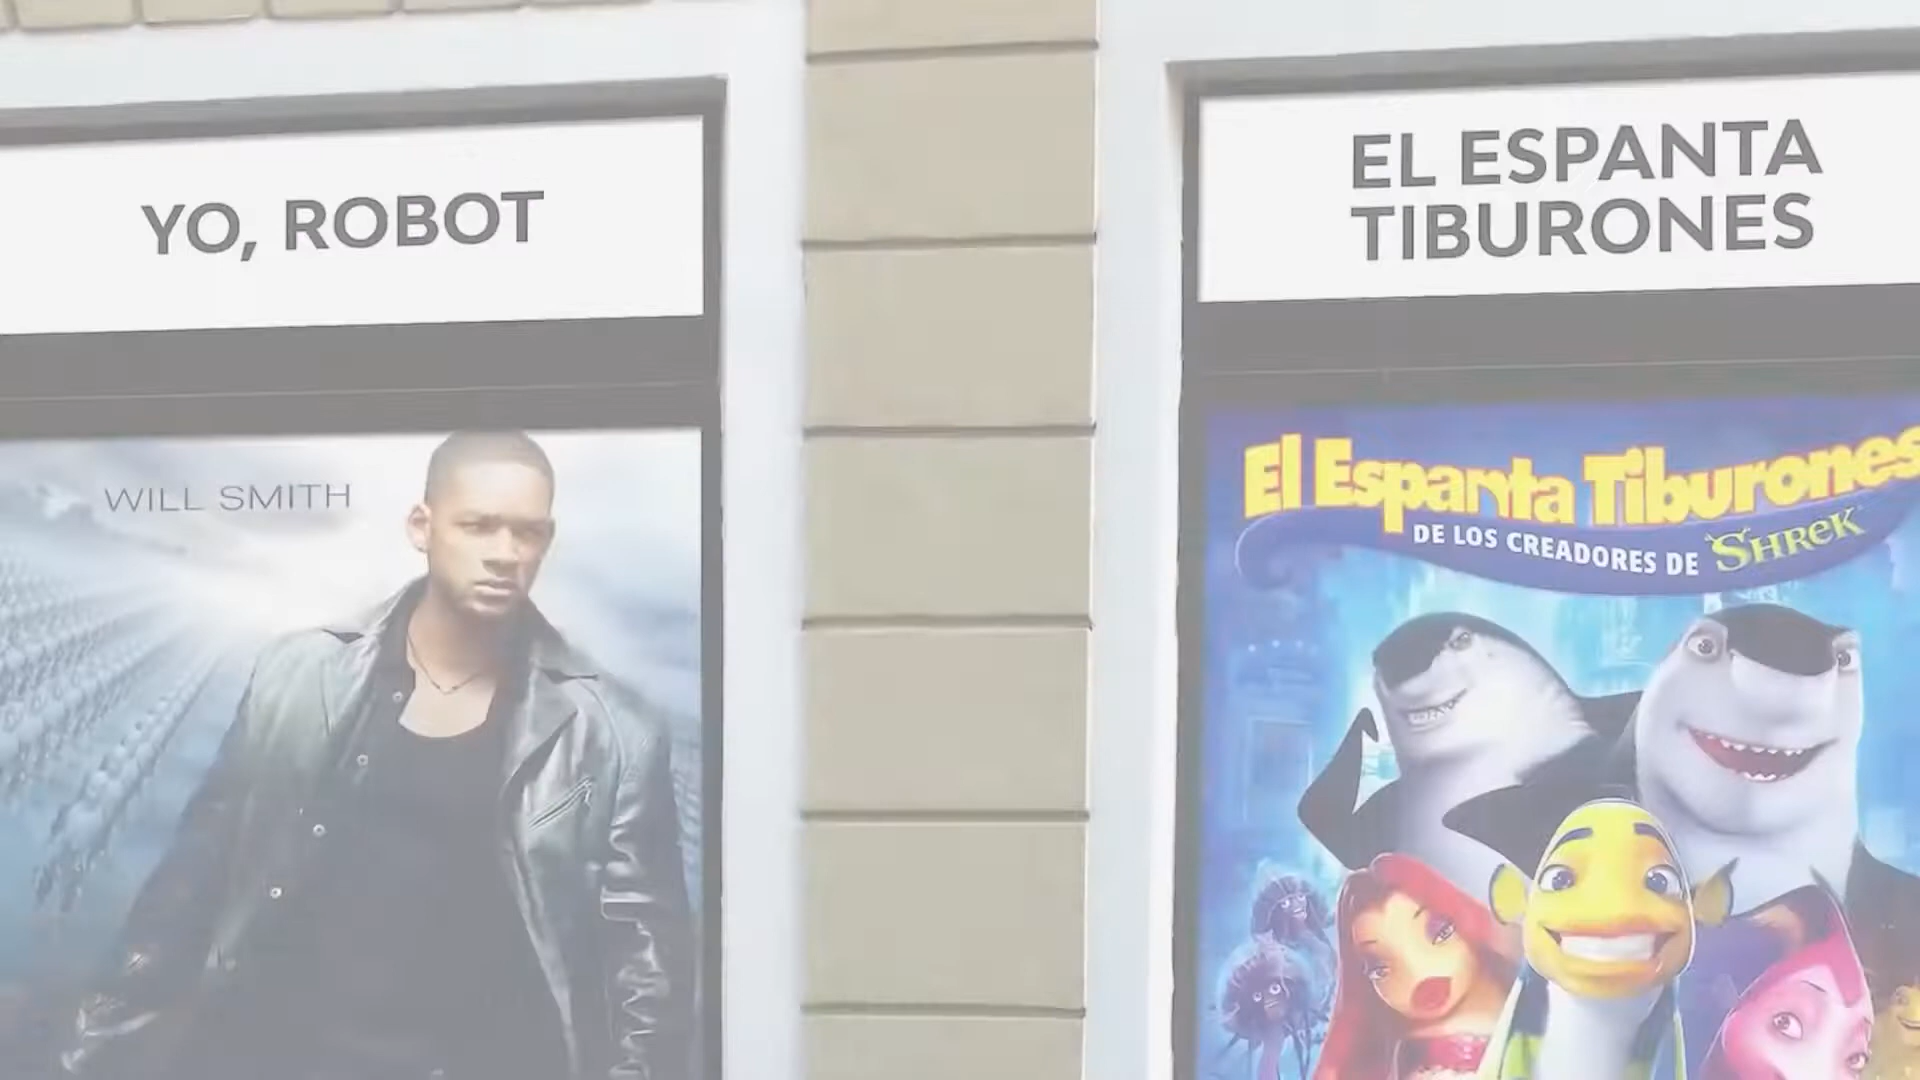 YO, ROBOT
WILL SMITH
EL ESPANTA
TIBURONES
El Espanta Tiburones
DE LOS CREADORES DE SHREK